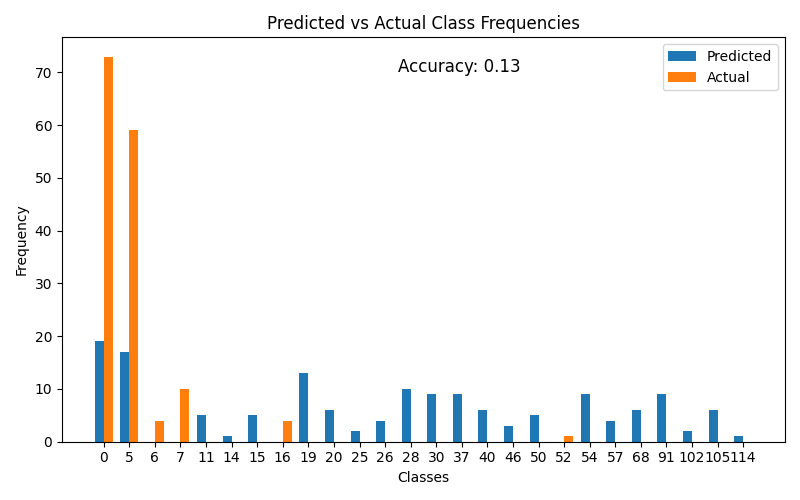 Predicted vs Actual Class Frequencies
Accuracy: 0.13
Predicted
Actual
Frequency
70
60
50
40
30
20
10
0
0 5 6 7 11 14 15 16 19 20 25 26 28 30 37 40 46 50 52 54 57 68 91 102 105 114
Classes